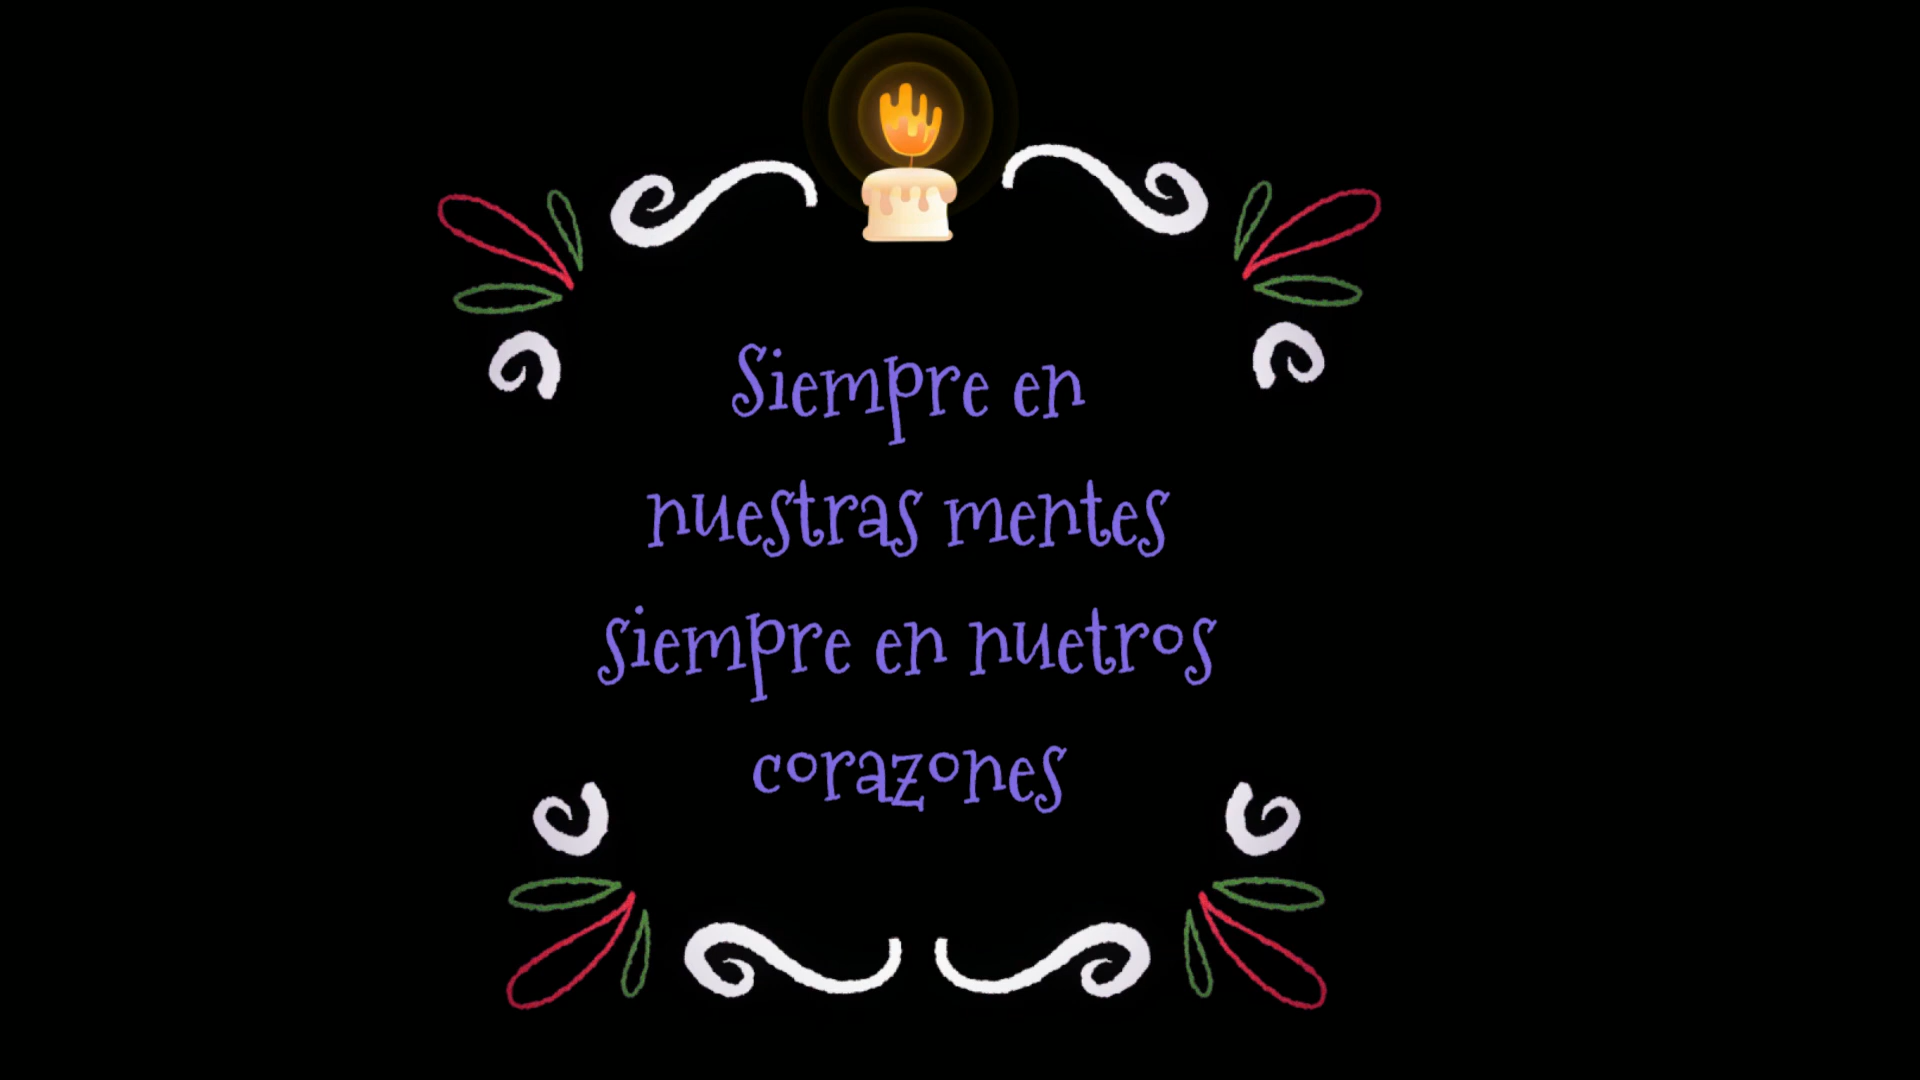 Siempre en
nuestras mentes
siempre en nuetros
corazones